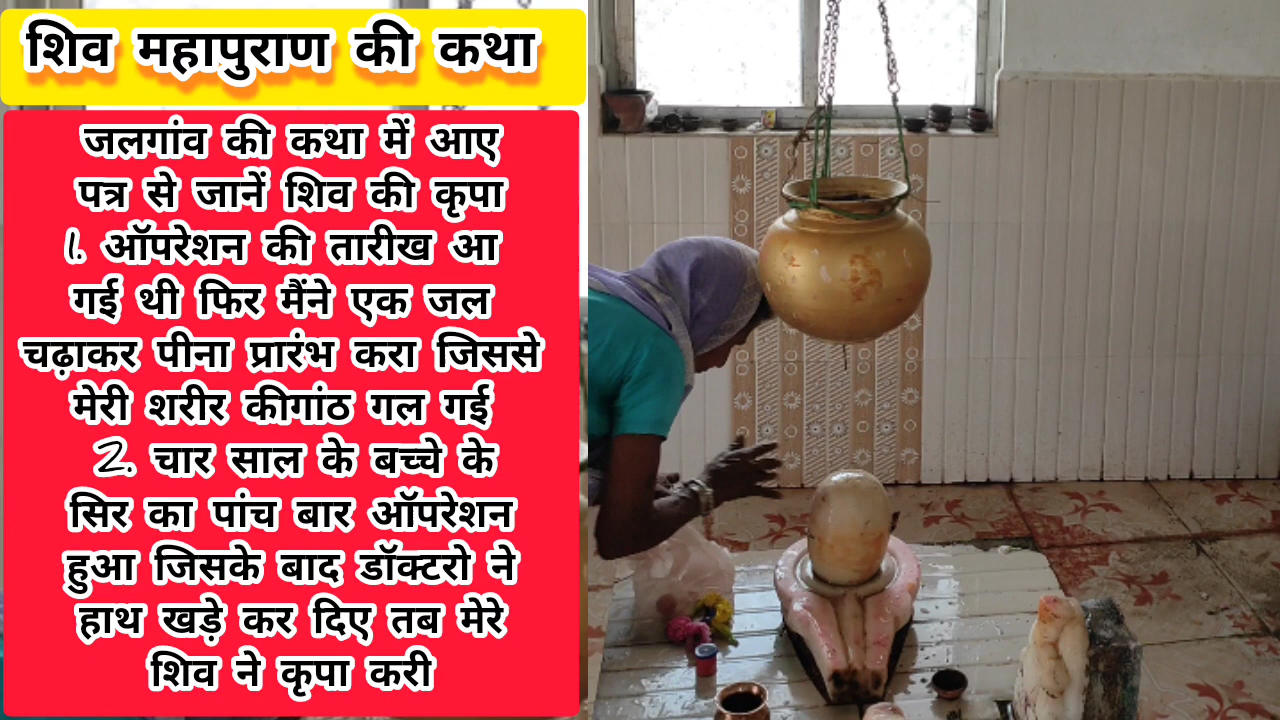 शिव महापुराण की कथा
जलगांव की कथा में आए
पत्र से जानें शिव की कृपा
1. ऑपरेशन की तारीख आ
गई थी फिर मैंने एक जल
चढ़ाकर पीना प्रारंभ करा जिससे
मेरी शरीर कीगांठ गल गई
2. चार साल के बच्चे के
सिर का पांच बार ऑपरेशन
हुआ जिसके बाद डॉक्टरो ने
हाथ खड़े कर दिए तब मेरे
शिव ने कृपा करी